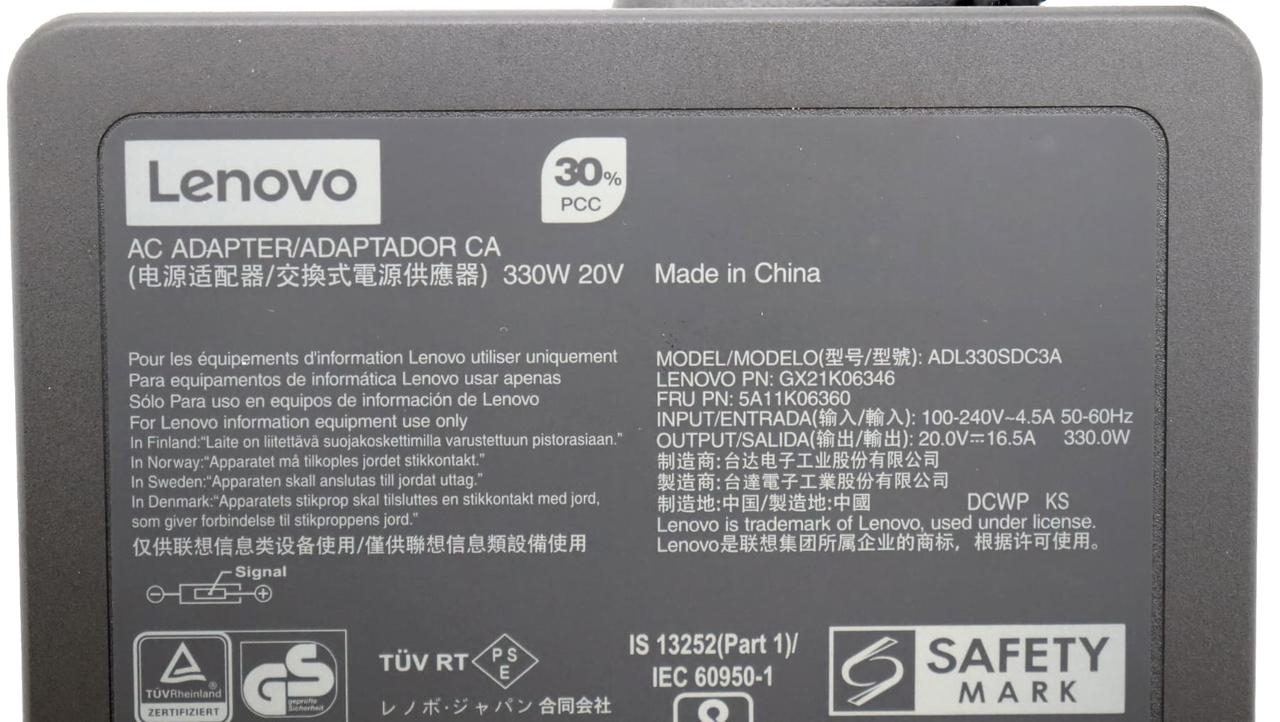 Lenovo
30%
PCC
AC ADAPTER/ADAPTADOR CA
(电源适配器/交換式電源供應器) 330W 20V Made in China
Pour les équipements d'information Lenovo utiliser uniquement
Para equipamentos de informática Lenovo usar apenas
Sólo Para uso en equipos de información de Lenovo
For Lenovo information equipment use only
In Finland:“Laite on liitettävä suojakoskettimilla varustettuun pistorasiaan.”
In Norway:“Apparatet må tilkoples jordet stikkontakt.”
In Sweden:“Apparaten skall anslutas till jordat uttag.”
In Denmark:“Apparatets stikprop skal tilsluttes en stikkontakt med jord,
som giver forbindelse til stikproppens jord.”
仅供联想信息类设备使用/僅供聯想信息類設備使用
Signal
MODEL/MODELO(型号/型號): ADL330SDC3A
LENOVO PN: GX21K06346
FRU PN: 5A11K06360
INPUT/ENTRADA(输入/輸入): 100-240V~4.5A 50-60Hz
OUTPUT/SALIDA(输出/輸出): 20.0V⎓16.5A 330.0W
制造商:台达电子工业股份有限公司
製造商:台達電子工業股份有限公司
制造地:中国/製造地:中國 DCWP KS
Lenovo is trademark of Lenovo, used under license.
Lenovo是联想集团所属企业的商标，根据许可使用。
TÜVRheinland
ZERTIFIZIERT
GS
geprüfte
Sicherheit
TÜV RT
PS
E
レノボ･ジャパン 合同会社
IS 13252(Part 1)/
IEC 60950-1
SAFETY
MARK